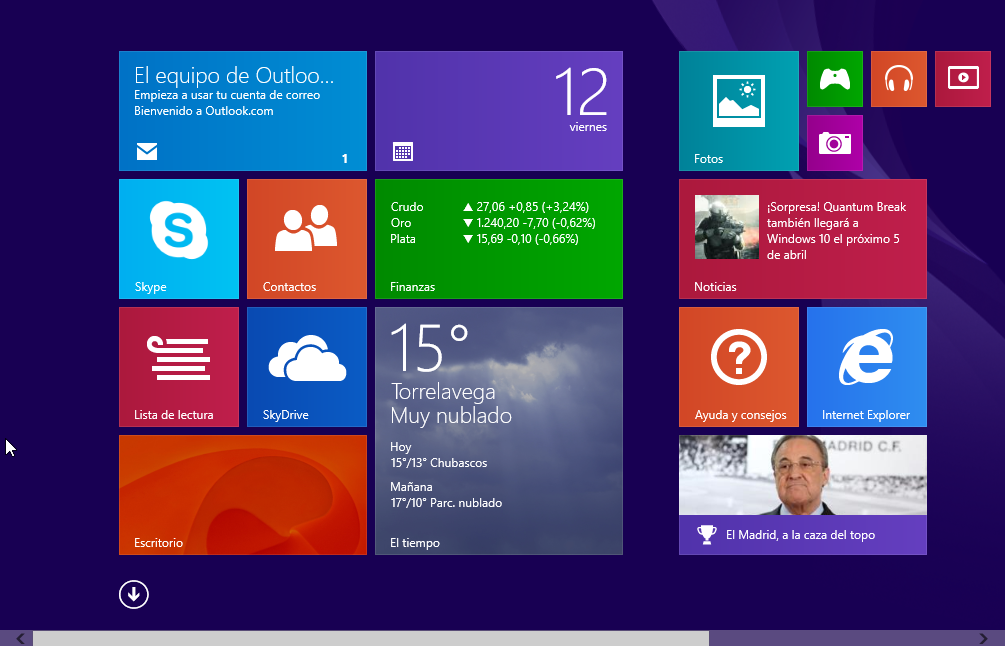 El equipo de Outloo...
Empieza a usar tu cuenta de correo
Bienvenido a Outlook.com
1
12
viernes
Fotos
Skype
Contactos
Crudo ▲ 27,06 +0,85 (+3,24%)
Oro ▼ 1.240,20 -7,70 (-0,62%)
Plata ▼ 15,69 -0,10 (-0,66%)
Finanzas
¡Sorpresa! Quantum Break
también llegará a
Windows 10 el próximo 5
de abril
Noticias
Lista de lectura
SkyDrive
15°
Torrelavega
Muy nublado
Hoy
15°/13° Chubascos
Mañana
17°/10° Parc. nublado
El tiempo
Ayuda y consejos
Internet Explorer
Escritorio
MADRID C.F.
El Madrid, a la caza del topo